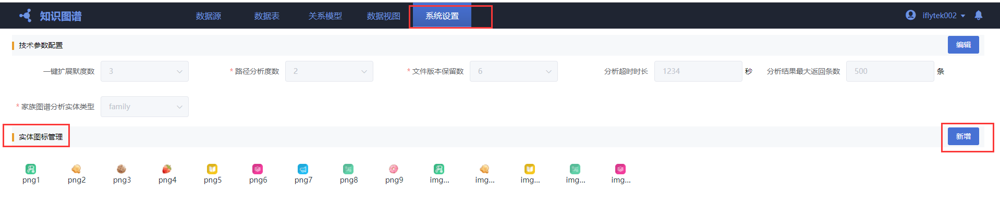 知识图谱 数据源 数据表 关系模型 数据视图 系统设置 iflytek002
技术参数配置 编辑
一键扩展默度数 3 * 路径分析度数 2 * 文件版本保留数 6 分析超时时长 1234 秒 分析结果最大返回条数 500 条
* 家族图谱分析实体类型 family
实体图标管理 新增
png1 png2 png3 png4 png5 png6 png7 png8 png9 img... img... img... img... img...